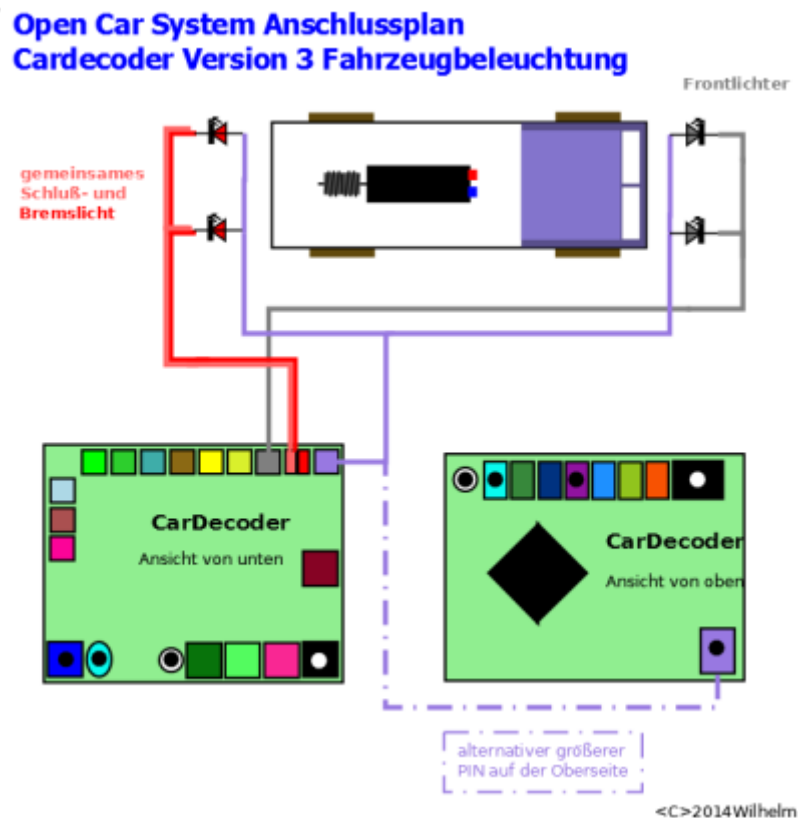 Open Car System Anschlussplan
Cardecoder Version 3 Fahrzeugbeleuchtung
Frontlichter
gemeinsames
Schluß- und
Bremslicht
CarDecoder
Ansicht von unten
CarDecoder
Ansicht von oben
alternativer größerer
PIN auf der Oberseite
<C>2014Wilhelm